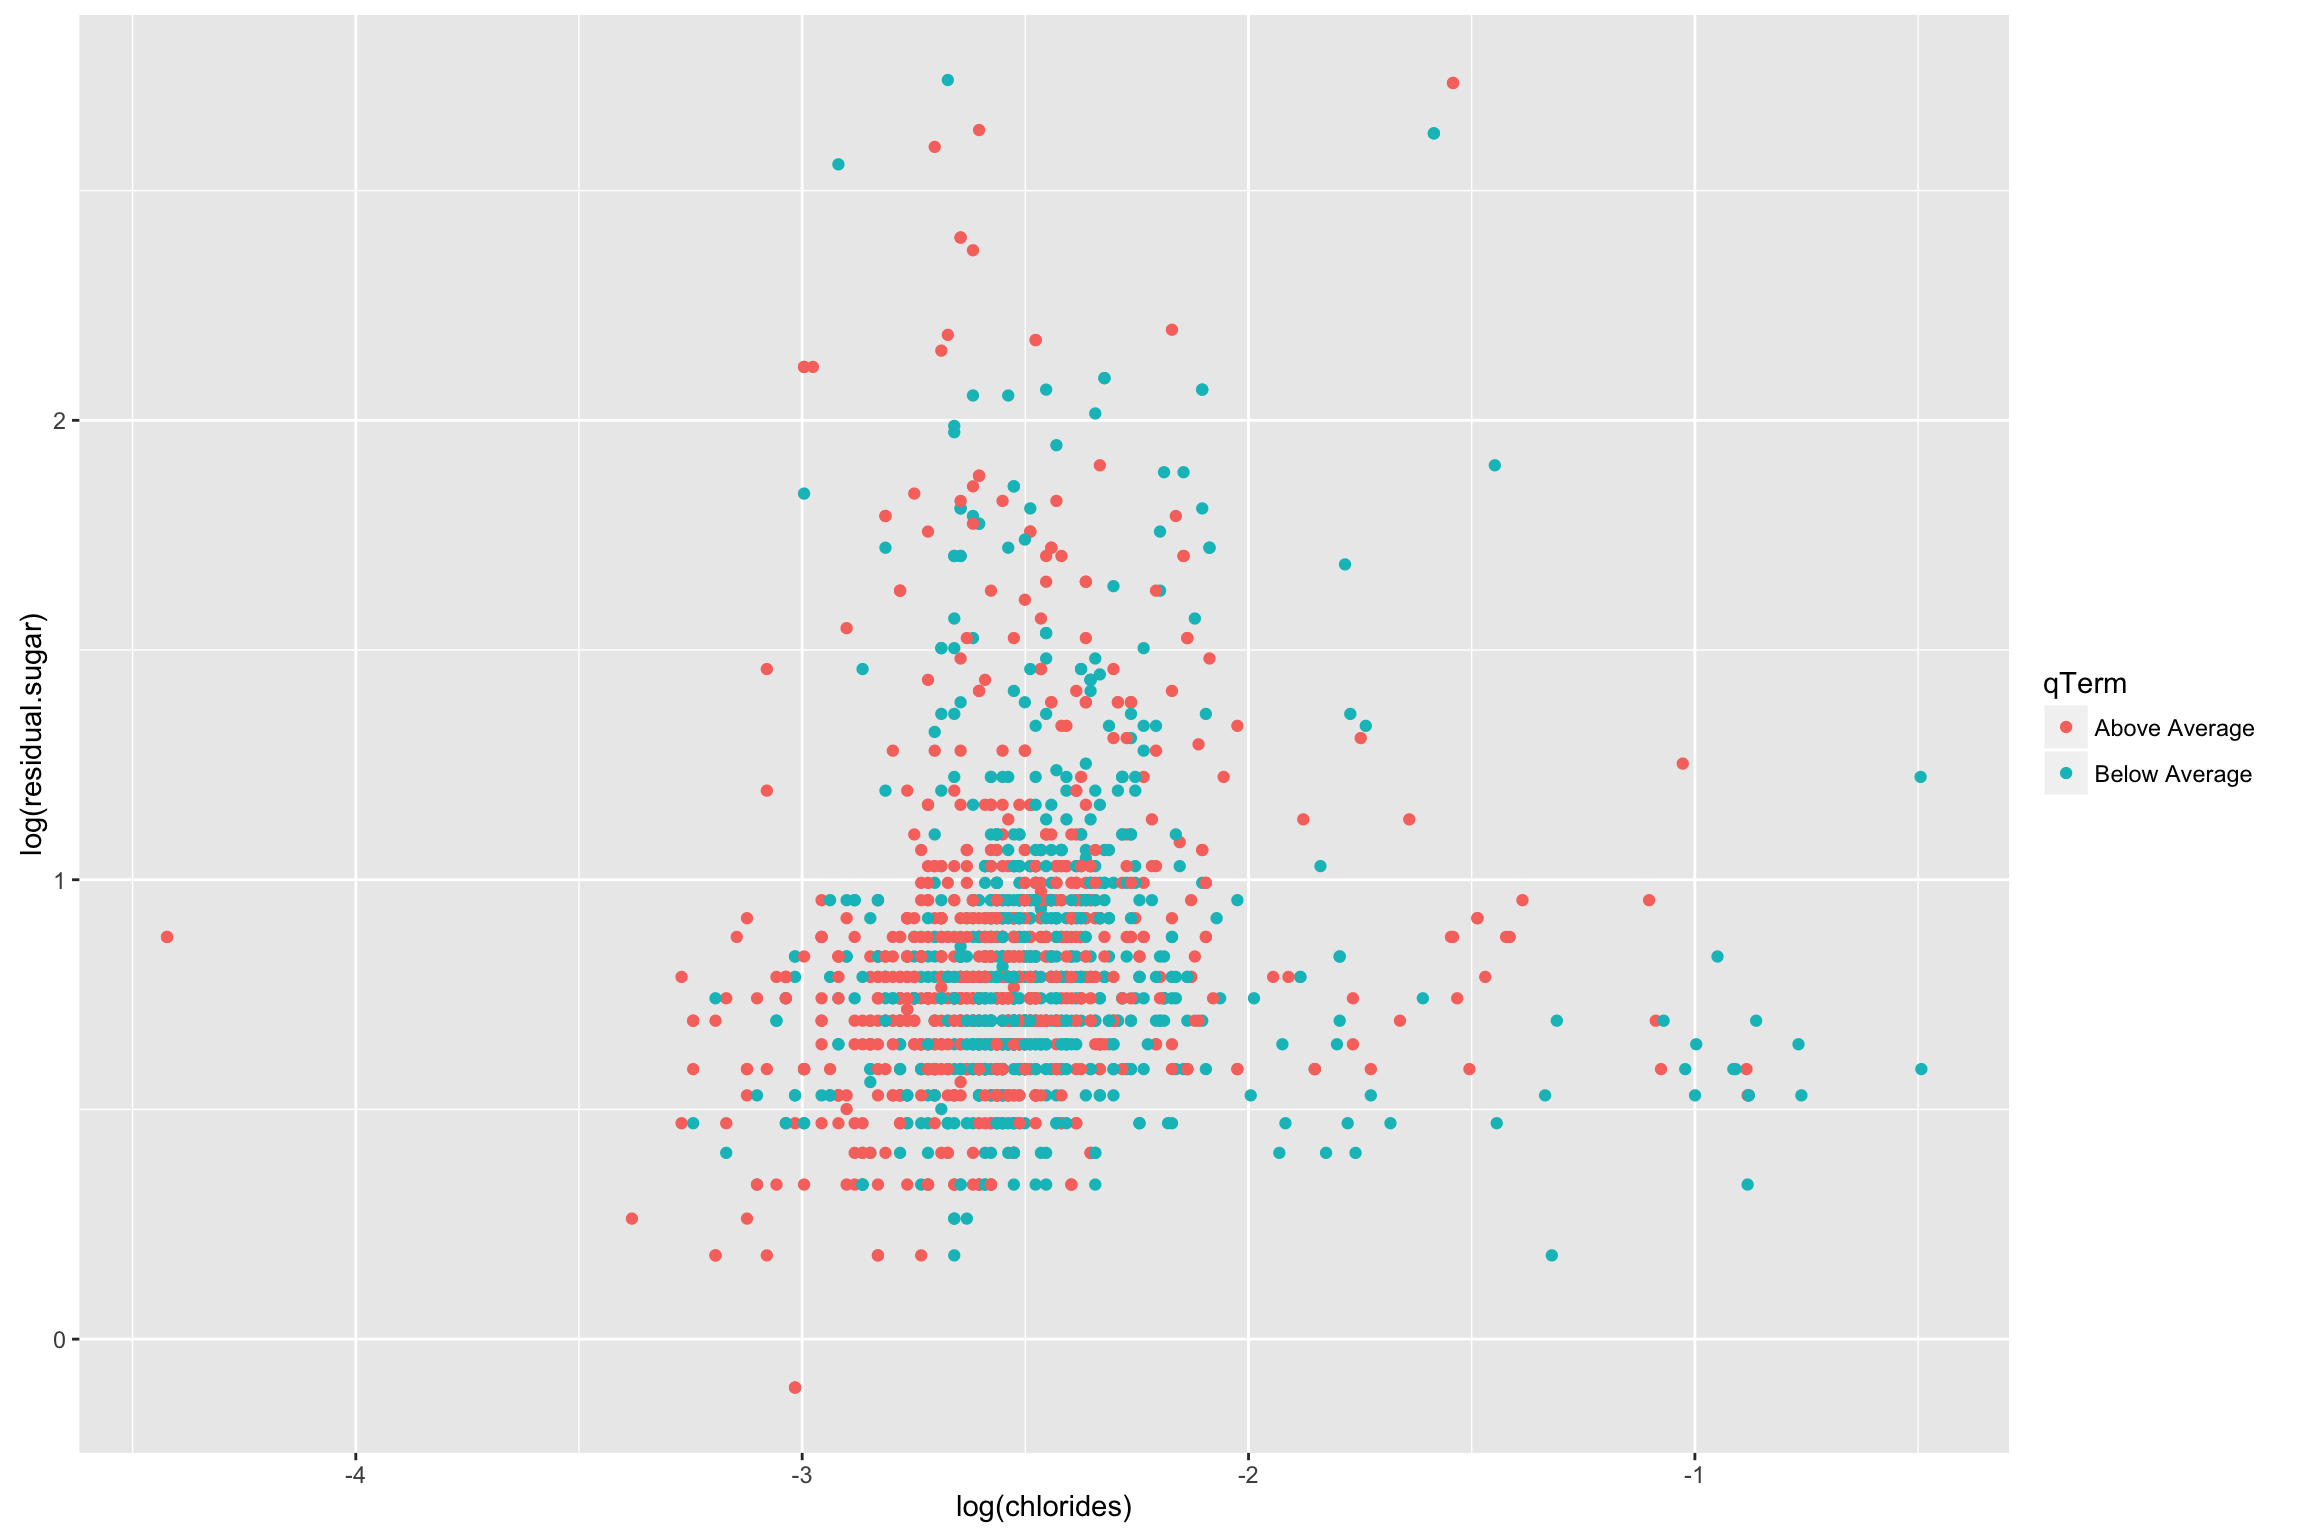 log(residual.sugar)
2
1
0
-4
-3
-2
-1
log(chlorides)
qTerm
Above Average
Below Average